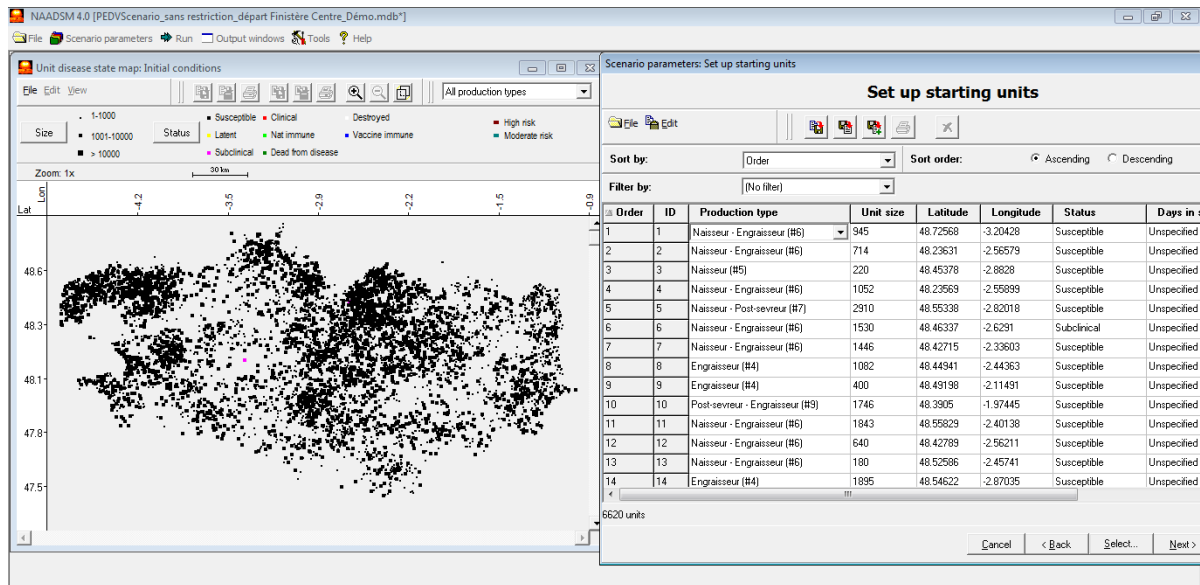 NAADSM 4.0 [PEDVScenario_sans restriction_départ Finistère Centre_Démo.mdb*]
File Scenario parameters Run Output windows Tools Help
Unit disease state map: Initial conditions
File Edit View All production types
Size
1-1000
1001-10000
> 10000
Status
Susceptible Clinical Destroyed
Latent Nat immune Vaccine immune
Subclinical Dead from disease
High risk
Moderate risk
Zoom: 1x 30 km
Lat Lon -4.2 -3.5 -2.9 -2.2 -1.5 -0.9
48.6
48.3
48.1
47.8
47.5
Scenario parameters: Set up starting units
Set up starting units
File Edit
Sort by: Order Sort order: Ascending Descending
Filter by: (No filter)
Order ID Production type Unit size Latitude Longitude Status Days in s
1 1 Naisseur - Engraisseur (#6) 945 48.72568 -3.20428 Susceptible Unspecified
2 2 Naisseur - Engraisseur (#6) 714 48.23631 -2.56579 Susceptible Unspecified
3 3 Naisseur (#5) 220 48.45378 -2.8828 Susceptible Unspecified
4 4 Naisseur - Engraisseur (#6) 1052 48.23569 -2.55899 Susceptible Unspecified
5 5 Naisseur - Post-sevreur (#7) 2910 48.55338 -2.82018 Susceptible Unspecified
6 6 Naisseur - Engraisseur (#6) 1530 48.46337 -2.6291 Subclinical Unspecified
7 7 Naisseur - Engraisseur (#6) 1446 48.42715 -2.33603 Susceptible Unspecified
8 8 Engraisseur (#4) 1082 48.44941 -2.44363 Susceptible Unspecified
9 9 Engraisseur (#4) 400 48.49198 -2.11491 Susceptible Unspecified
10 10 Post-sevreur - Engraisseur (#9) 1746 48.3905 -1.97445 Susceptible Unspecified
11 11 Naisseur - Engraisseur (#6) 1843 48.55829 -2.40138 Susceptible Unspecified
12 12 Naisseur - Engraisseur (#6) 640 48.42789 -2.56211 Susceptible Unspecified
13 13 Naisseur - Engraisseur (#6) 180 48.52586 -2.45741 Susceptible Unspecified
14 14 Engraisseur (#4) 1895 48.54622 -2.87035 Susceptible Unspecified
6620 units
Cancel < Back Select... Next >